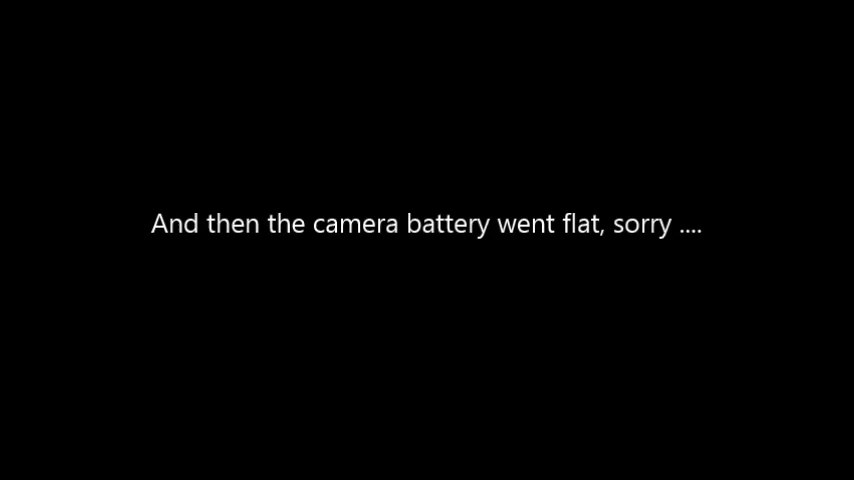 And then the camera battery went flat, sorry ....